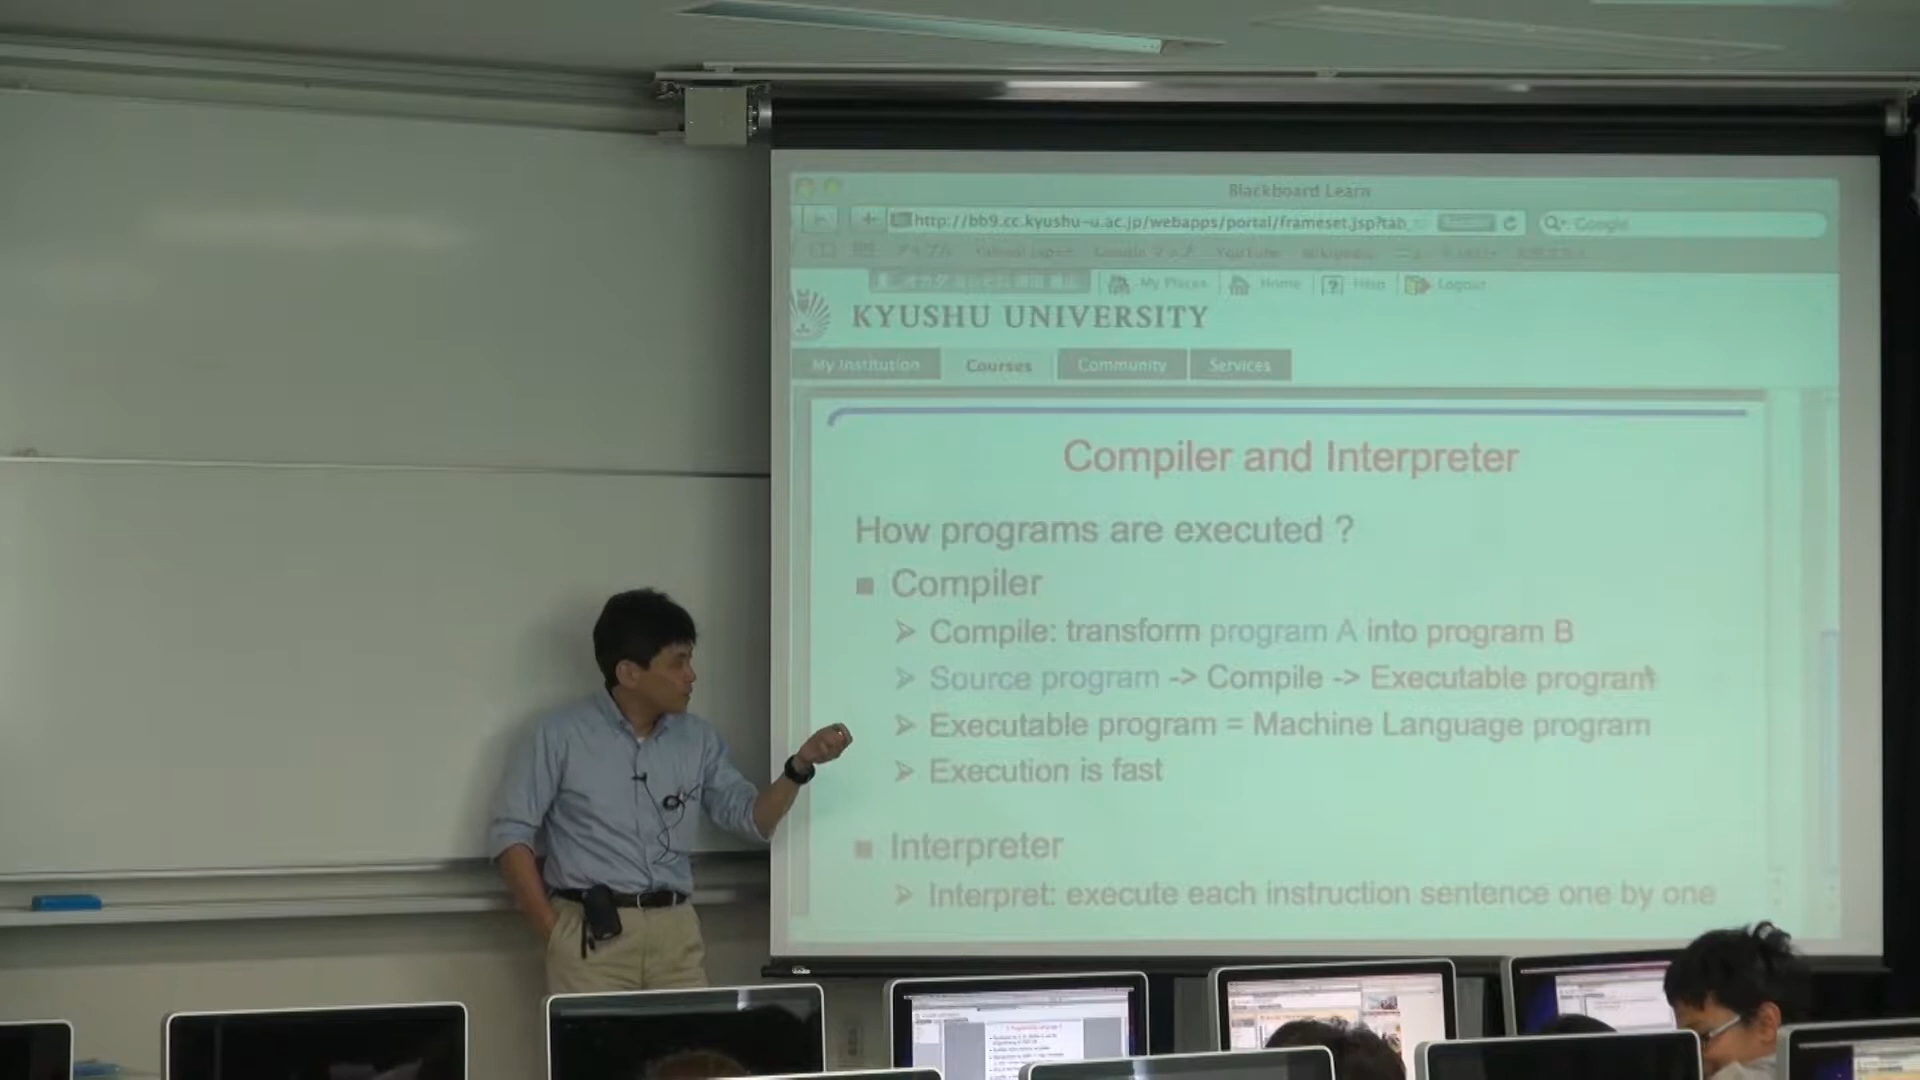 Blackboard Learn
http://bb9.cc.kyushu-u.ac.jp/webapps/portal/frameset.jsp?tab
Google
My Places Home Help Logout
KYUSHU UNIVERSITY
My Institution Courses Community Services
Compiler and Interpreter
How programs are executed ?
■ Compiler
➢ Compile: transform program A into program B
➢ Source program -> Compile -> Executable program
➢ Executable program = Machine Language program
➢ Execution is fast
■ Interpreter
➢ Interpret: execute each instruction sentence one by one